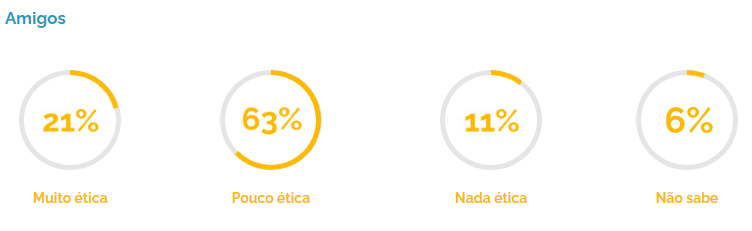 Amigos
21% 63% 11% 6%
Muito ética Pouco ética Nada ética Não sabe